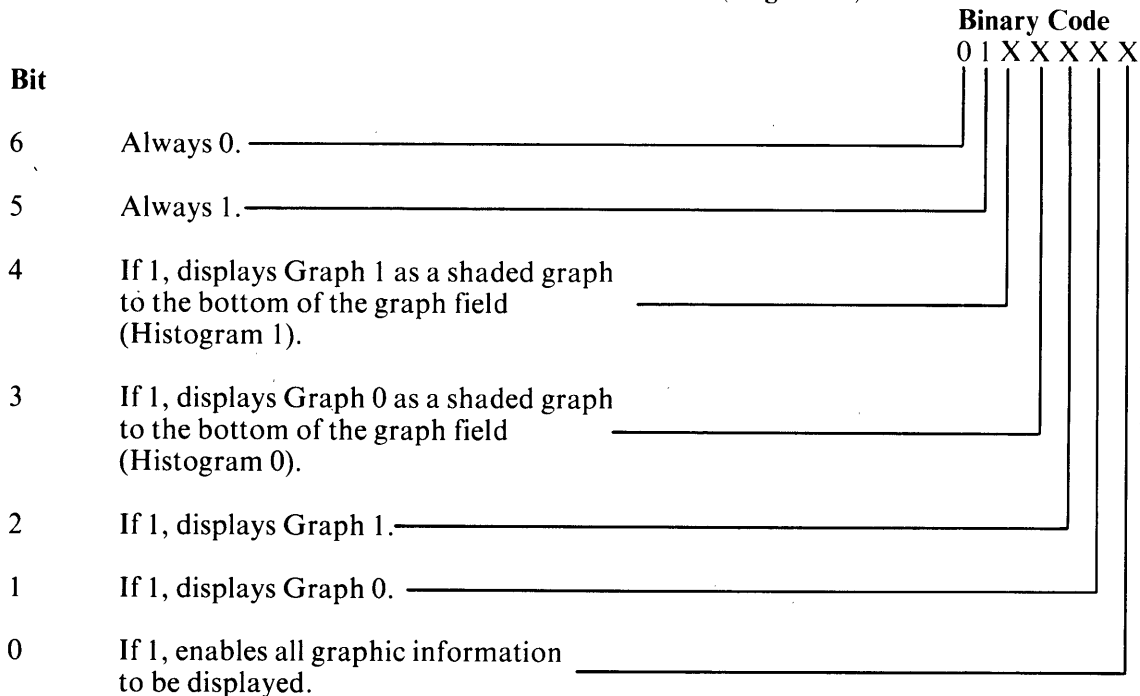 Binary Code
0 1 X X X X X
Bit
6 Always 0.
5 Always 1.
4 If 1, displays Graph 1 as a shaded graph
to the bottom of the graph field
(Histogram 1).
3 If 1, displays Graph 0 as a shaded graph
to the bottom of the graph field
(Histogram 0).
2 If 1, displays Graph 1.
1 If 1, displays Graph 0.
0 If 1, enables all graphic information
to be displayed.